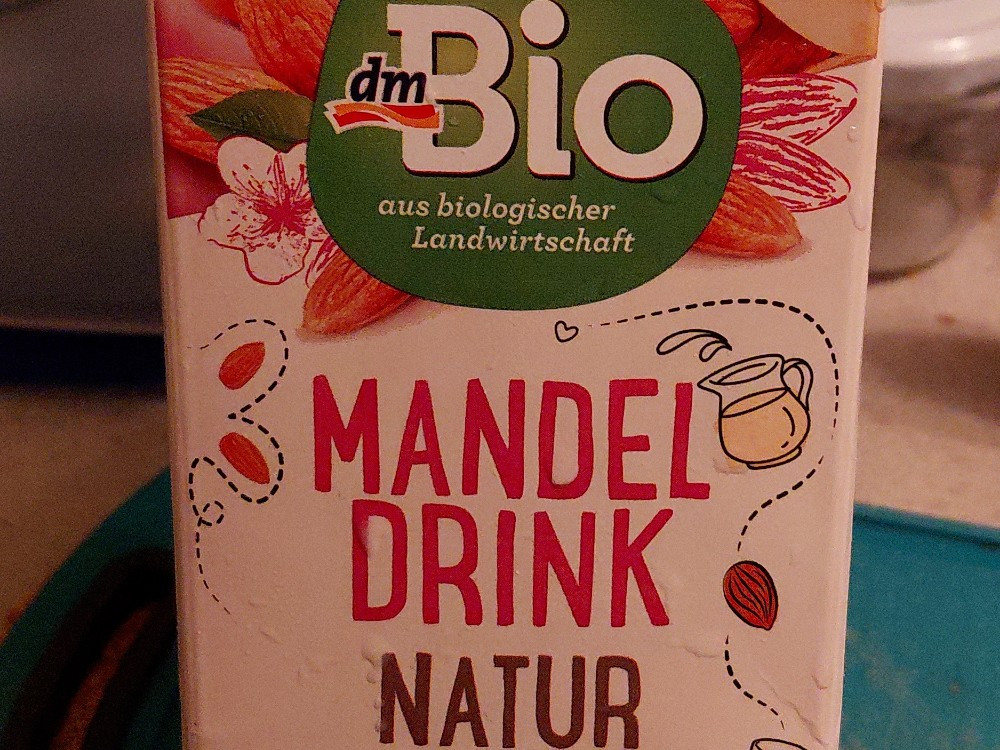 dm Bio
aus biologischer
Landwirtschaft
MANDEL
DRINK
NATUR